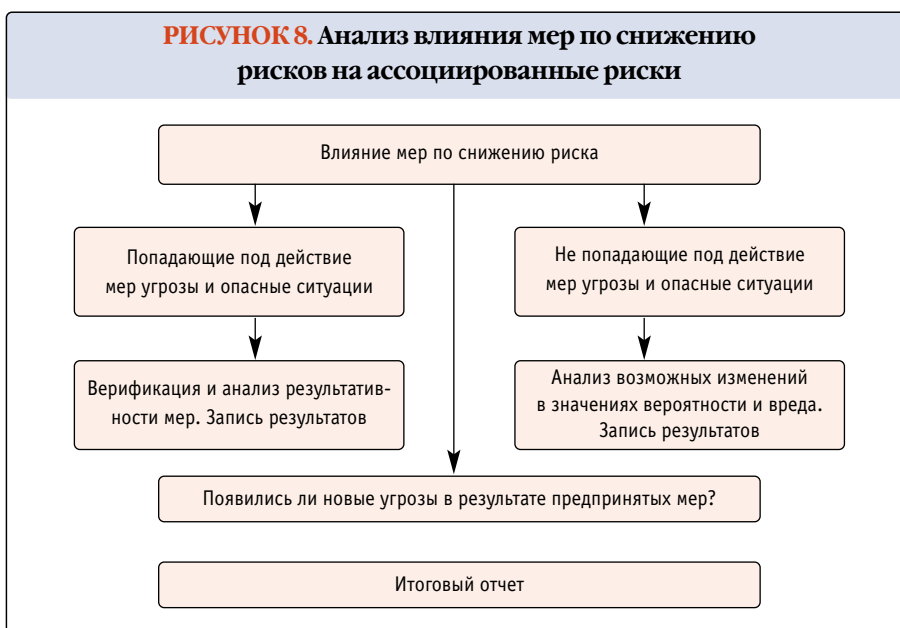 РИСУНОК 8. Анализ влияния мер по снижению
рисков на ассоциированные риски
Влияние мер по снижению риска
Попадающие под действие
мер угрозы и опасные ситуации
Не попадающие под действие
мер угрозы и опасные ситуации
Верификация и анализ результатив-
ности мер. Запись результатов
Анализ возможных изменений
в значениях вероятности и вреда.
Запись результатов
Появились ли новые угрозы в результате предпринятых мер?
Итоговый отчет